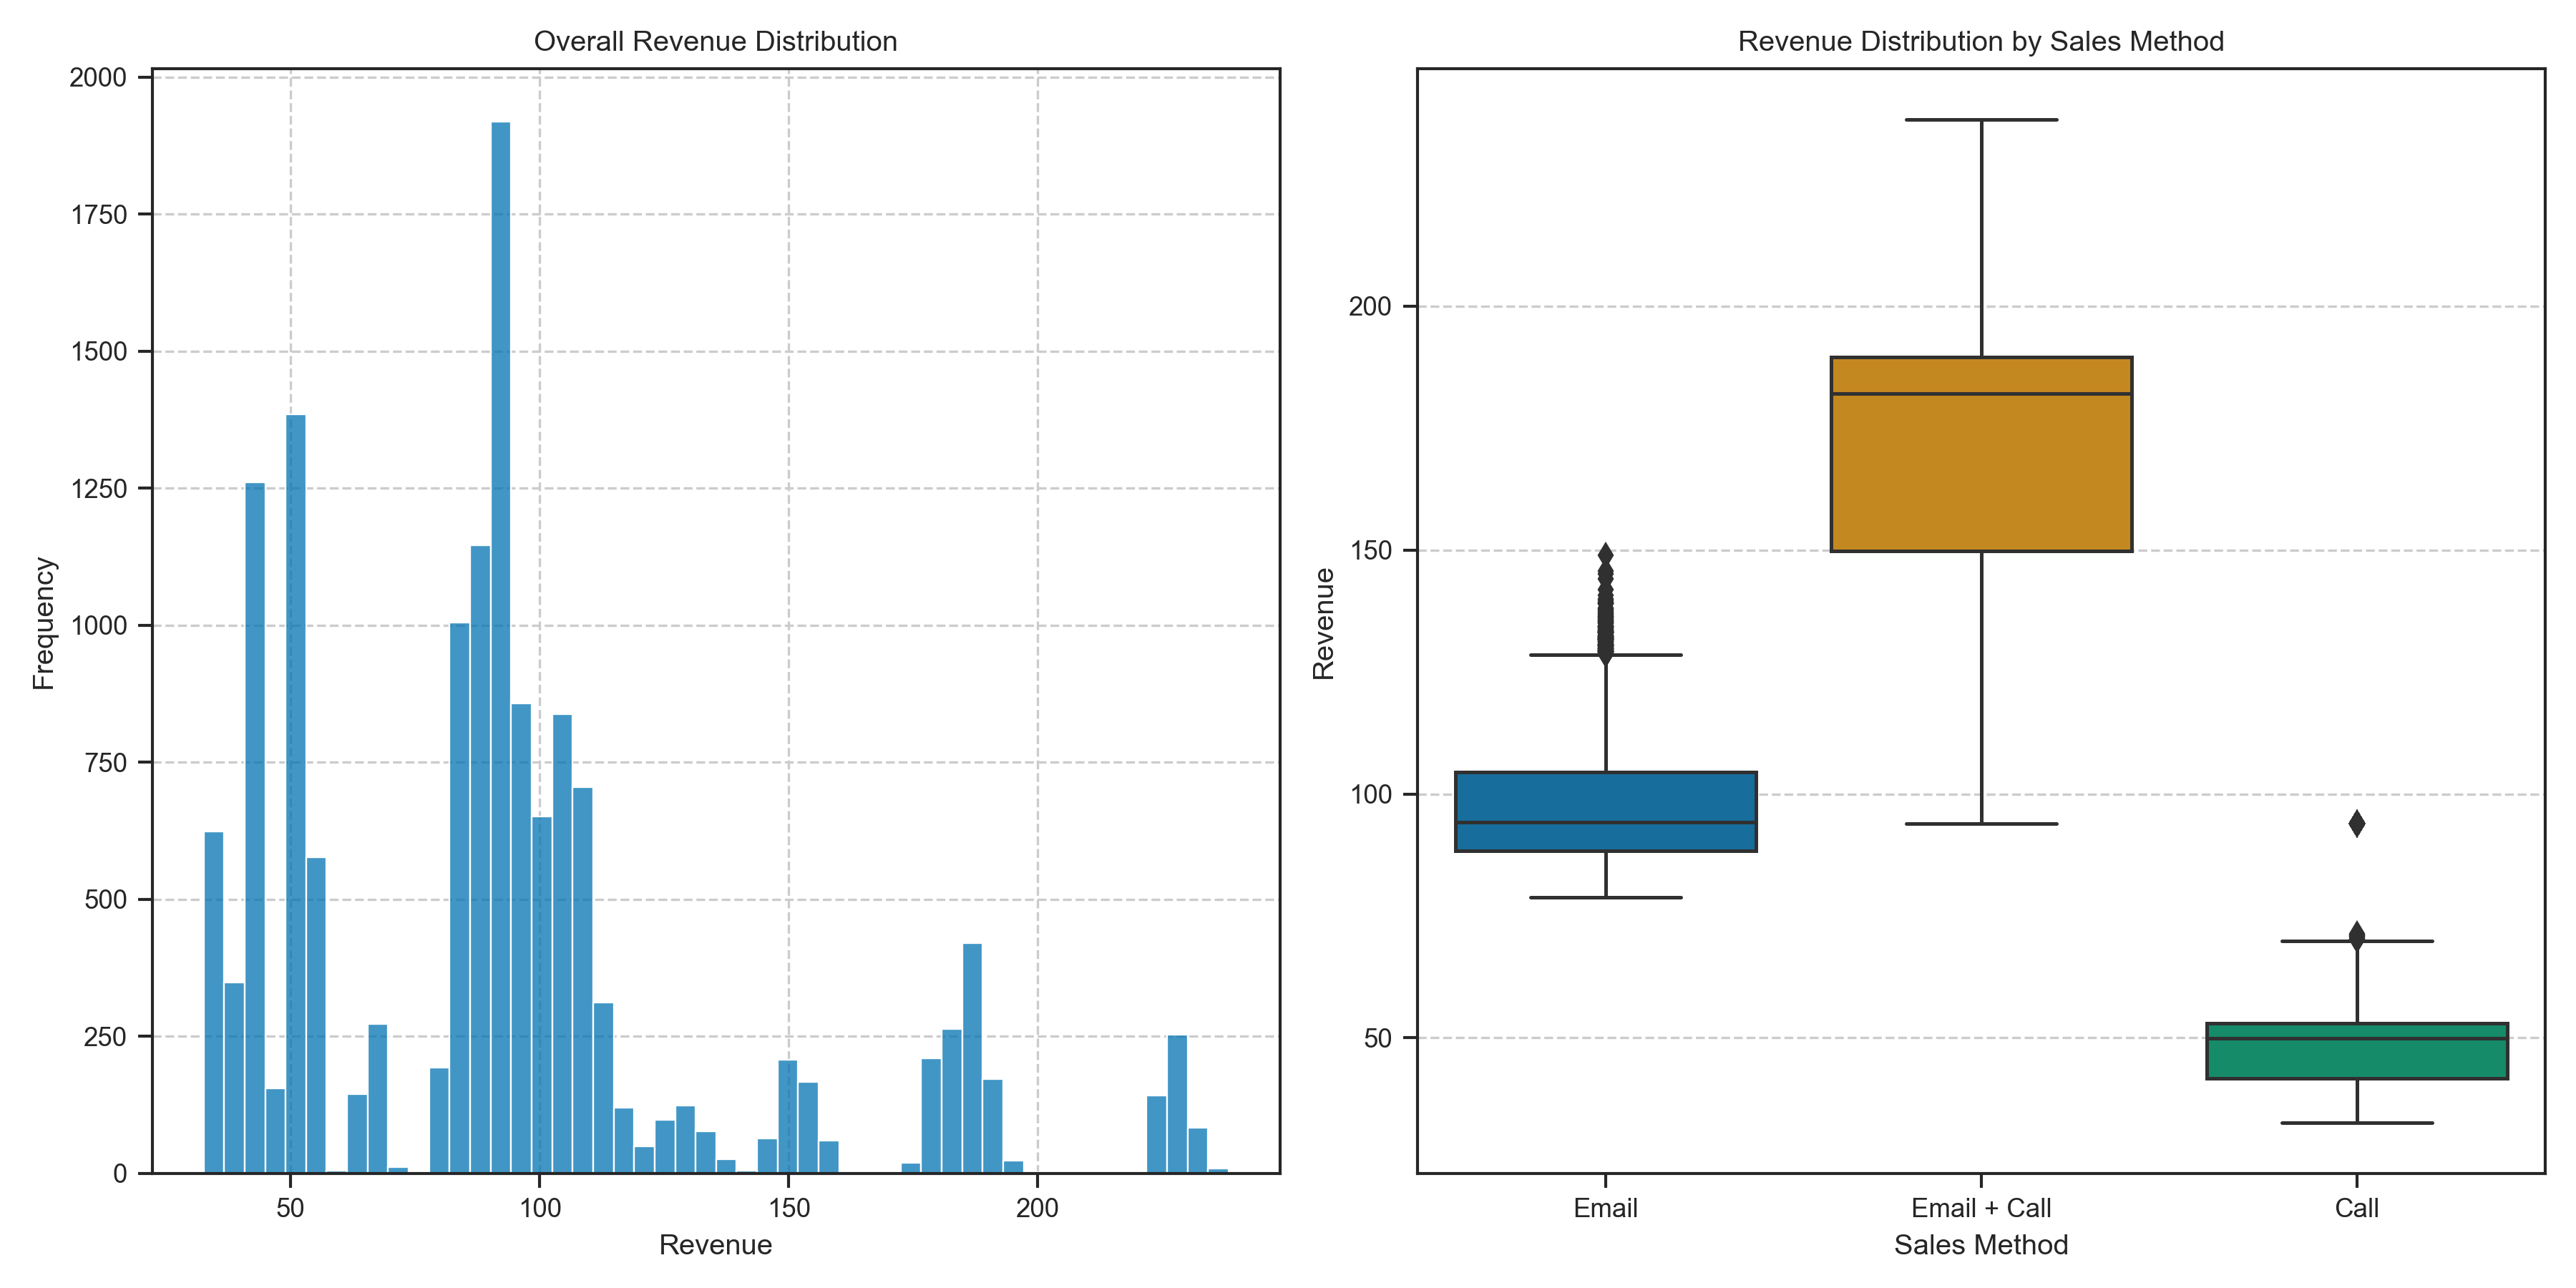 Overall Revenue Distribution
2000
1750
1500
1250
1000
750
500
250
0
Frequency
50 100 150 200
Revenue
Revenue Distribution by Sales Method
200
150
100
50
Revenue
Email Email + Call Call
Sales Method